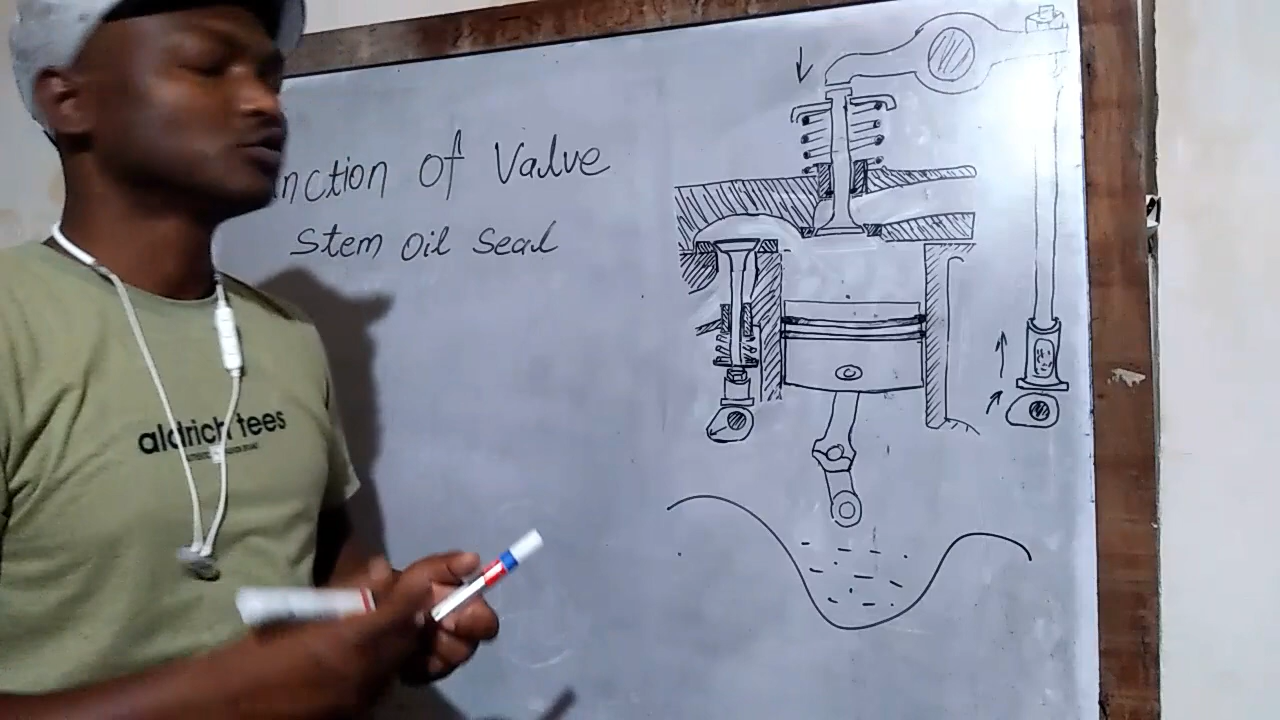 nction of Valve
Stem oil Seal
aldrich tees